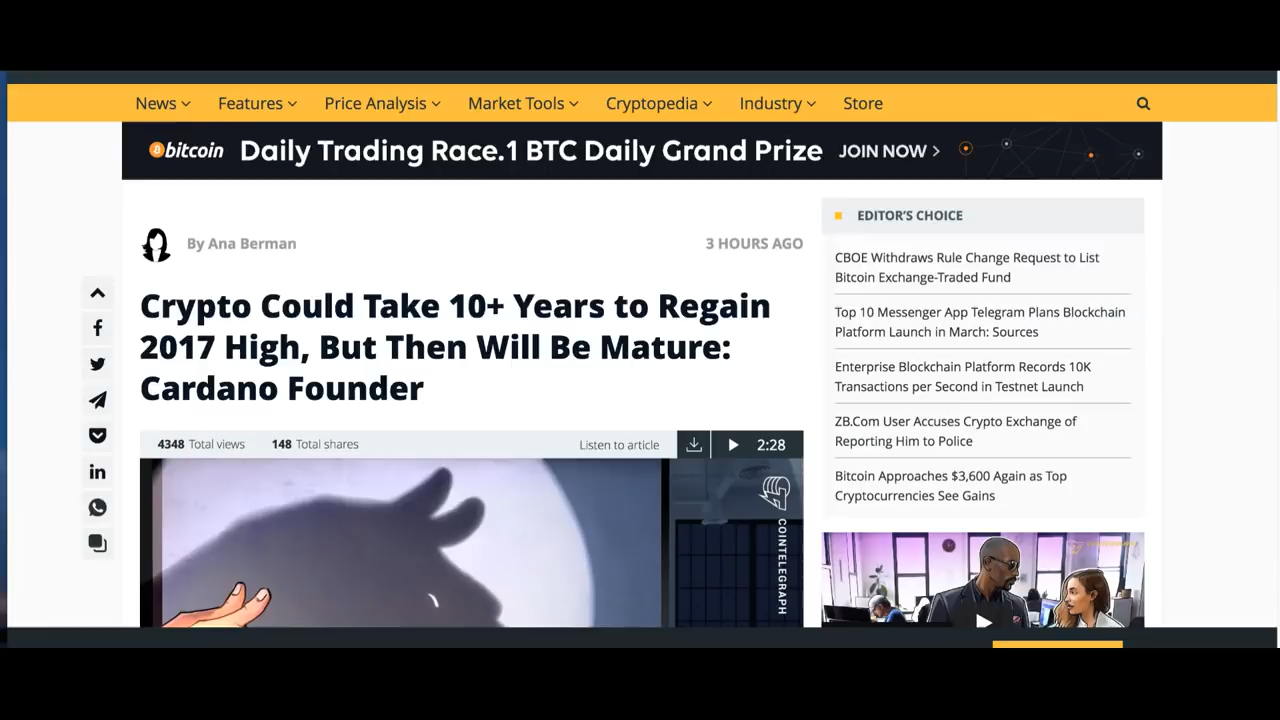 News Features Price Analysis Market Tools Cryptopedia Industry Store
bitcoin Daily Trading Race.1 BTC Daily Grand Prize JOIN NOW >
By Ana Berman 3 HOURS AGO
Crypto Could Take 10+ Years to Regain
2017 High, But Then Will Be Mature:
Cardano Founder
4348 Total views 148 Total shares Listen to article 2:28
COINTELEGRAPH
EDITOR'S CHOICE
CBOE Withdraws Rule Change Request to List
Bitcoin Exchange-Traded Fund
Top 10 Messenger App Telegram Plans Blockchain
Platform Launch in March: Sources
Enterprise Blockchain Platform Records 10K
Transactions per Second in Testnet Launch
ZB.Com User Accuses Crypto Exchange of
Reporting Him to Police
Bitcoin Approaches $3,600 Again as Top
Cryptocurrencies See Gains